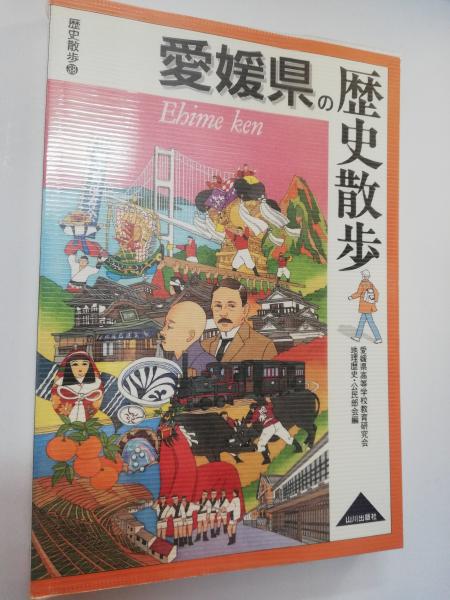 歴史散歩㊳
愛媛県の
歴史散歩
Ehime ken
愛媛県高等学校教育研究会
地理歴史・公民部会編
山川出版社